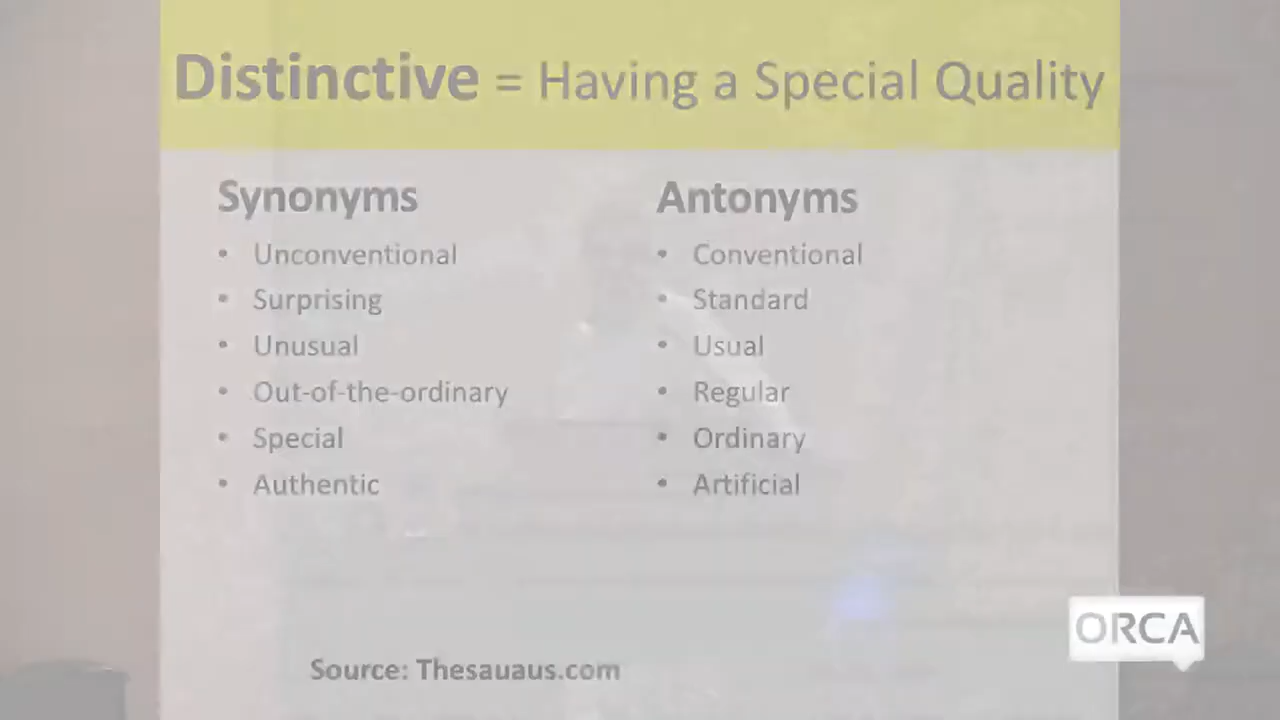 Distinctive = Having a Special Quality
Synonyms
• Unconventional
• Surprising
• Unusual
• Out-of-the-ordinary
• Special
• Authentic
Antonyms
• Conventional
• Standard
• Usual
• Regular
• Ordinary
• Artificial
Source: Thesauaus.com
ORCA